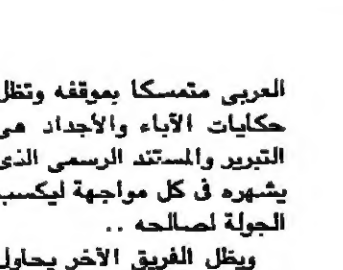 العربى متمسكا بموقفه وتظل
حكايات الآباء والأجداد هى
التبرير والمستند الرسمى الذى
يشهره فى كل مواجهة ليكسب
الجولة لصالحه ..
ويظل الفريق الآخر يحاول